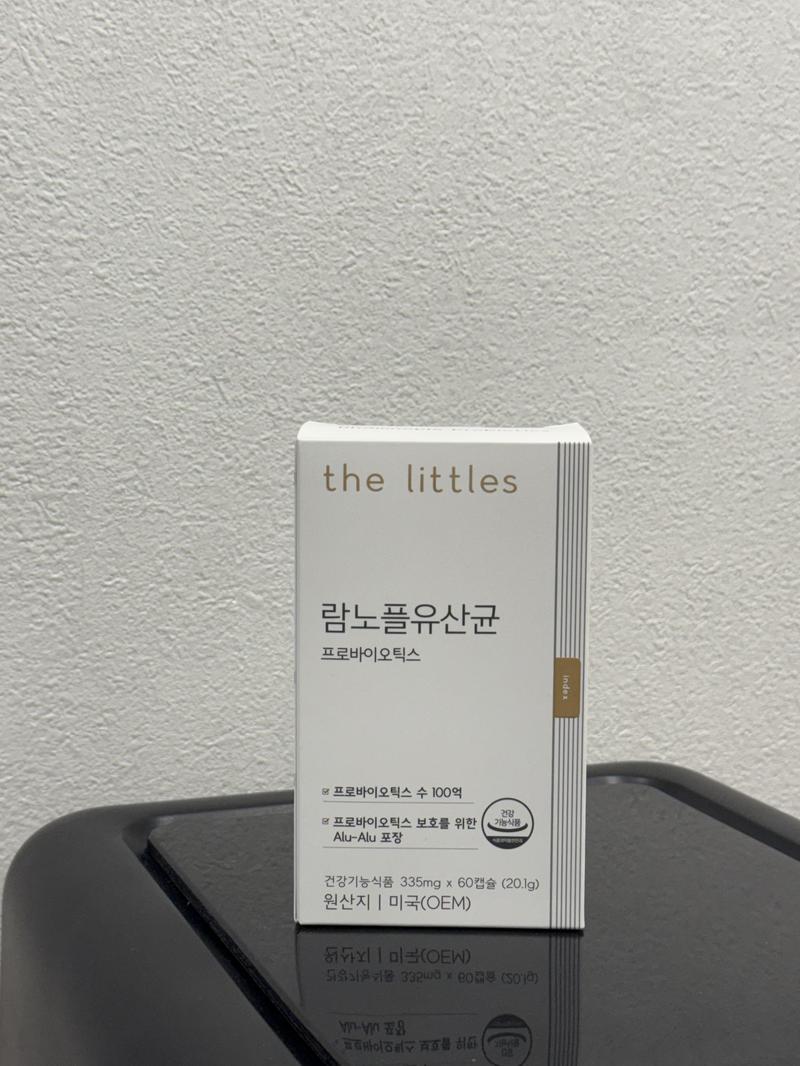 the littles
람노플유산균
프로바이오틱스
index
프로바이오틱스 수 100억
프로바이오틱스 보호를 위한
Alu-Alu 포장
건강
기능식품
건강기능식품 335mg x 60캡슐 (20.1g)
원산지 | 미국(OEM)